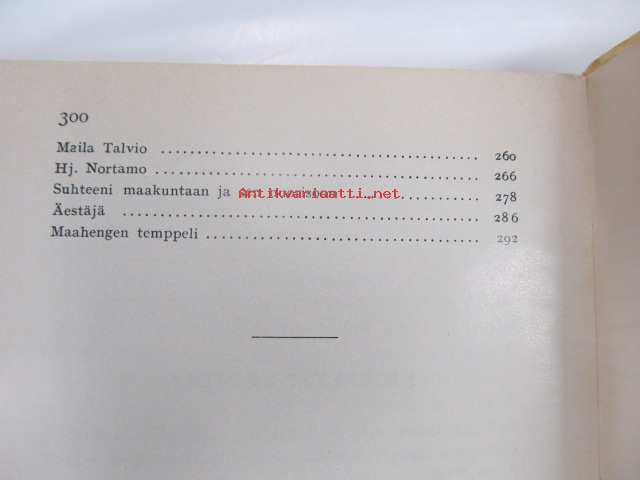 300
Maila Talvio ........................................ 260
Hj. Nortamo ........................................ 266
Suhteeni maakuntaan ja ........................................ 278
Antikvariaatti.net
Äestäjä ........................................ 286
Maahengen temppeli ........................................ 292